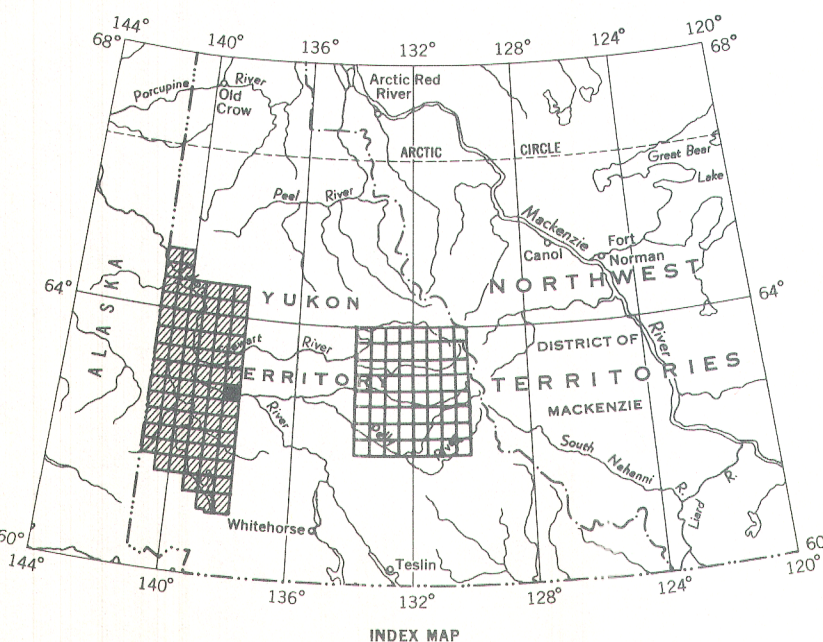 144° 140° 136° 132° 128° 124° 120°
68° 68°
Porcupine River
Old
Crow
Arctic Red
River
ARCTIC CIRCLE
Great Bear
Lake
Peel River
Mackenzie
Canol
Fort
Norman
NORTHWEST
64° 64°
ALASKA
YUKON
Stewart River
DISTRICT OF
River
TERRITORY
TERRITORIES
MACKENZIE
River
Pelly
River
South Nahanni R.
Liard R.
Whitehorse
Teslin
60° 60°
144° 140° 136° 132° 128° 124° 120°
INDEX MAP